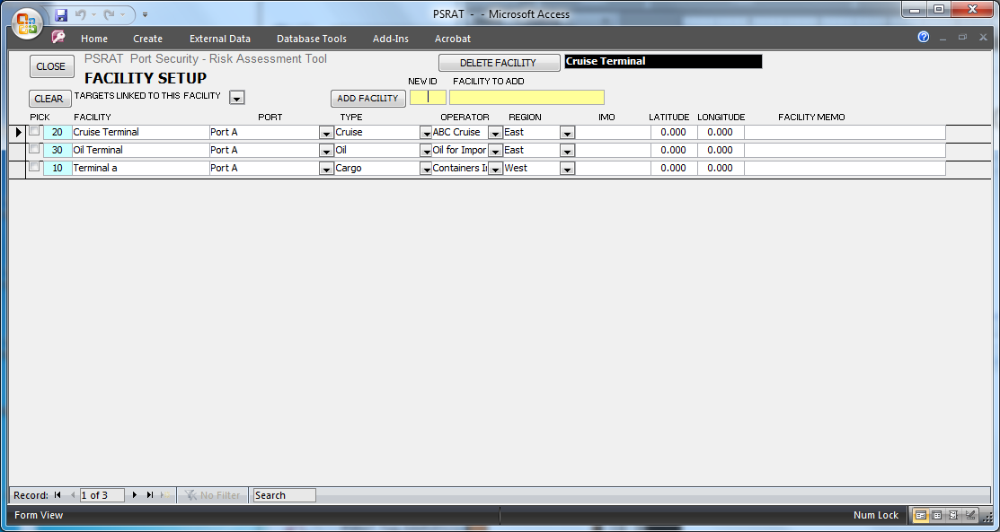 PSRAT - - Microsoft Access
Home Create External Data Database Tools Add-Ins Acrobat
CLOSE PSRAT Port Security - Risk Assessment Tool DELETE FACILITY Cruise Terminal
FACILITY SETUP NEW ID FACILITY TO ADD
CLEAR TARGETS LINKED TO THIS FACILITY ADD FACILITY
PICK FACILITY PORT TYPE OPERATOR REGION IMO LATITUDE LONGITUDE FACILITY MEMO
20 Cruise Terminal Port A Cruise ABC Cruise East 0.000 0.000
30 Oil Terminal Port A Oil Oil for Impor East 0.000 0.000
10 Terminal a Port A Cargo Containers In West 0.000 0.000
Record: 1 of 3 No Filter Search
Form View Num Lock